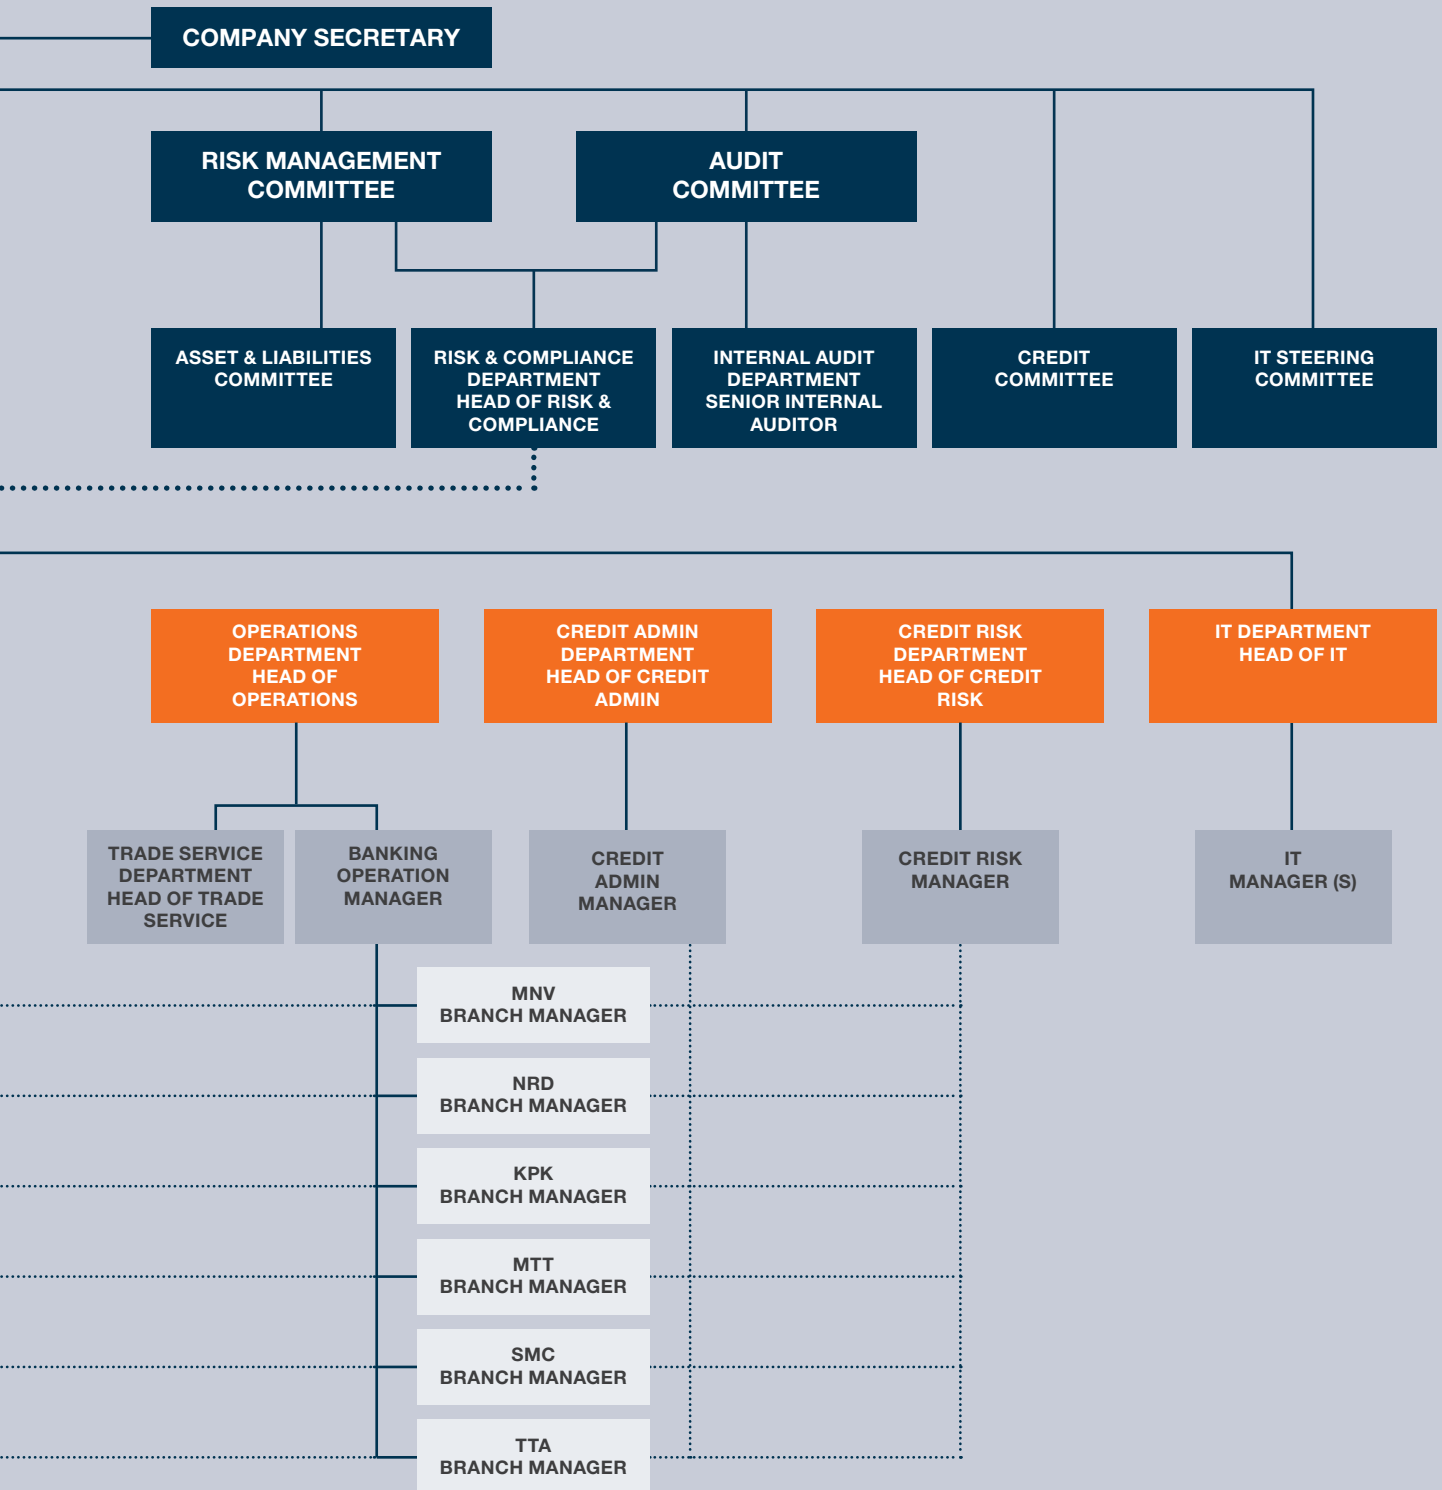 COMPANY SECRETARY
RISK MANAGEMENT
COMMITTEE
AUDIT
COMMITTEE
ASSET & LIABILITIES
COMMITTEE
RISK & COMPLIANCE
DEPARTMENT
HEAD OF RISK &
COMPLIANCE
INTERNAL AUDIT
DEPARTMENT
SENIOR INTERNAL
AUDITOR
CREDIT
COMMITTEE
IT STEERING
COMMITTEE
OPERATIONS
DEPARTMENT
HEAD OF
OPERATIONS
CREDIT ADMIN
DEPARTMENT
HEAD OF CREDIT
ADMIN
CREDIT RISK
DEPARTMENT
HEAD OF CREDIT
RISK
IT DEPARTMENT
HEAD OF IT
TRADE SERVICE
DEPARTMENT
HEAD OF TRADE
SERVICE
BANKING
OPERATION
MANAGER
CREDIT
ADMIN
MANAGER
CREDIT RISK
MANAGER
IT
MANAGER (S)
MNV
BRANCH MANAGER
NRD
BRANCH MANAGER
KPK
BRANCH MANAGER
MTT
BRANCH MANAGER
SMC
BRANCH MANAGER
TTA
BRANCH MANAGER